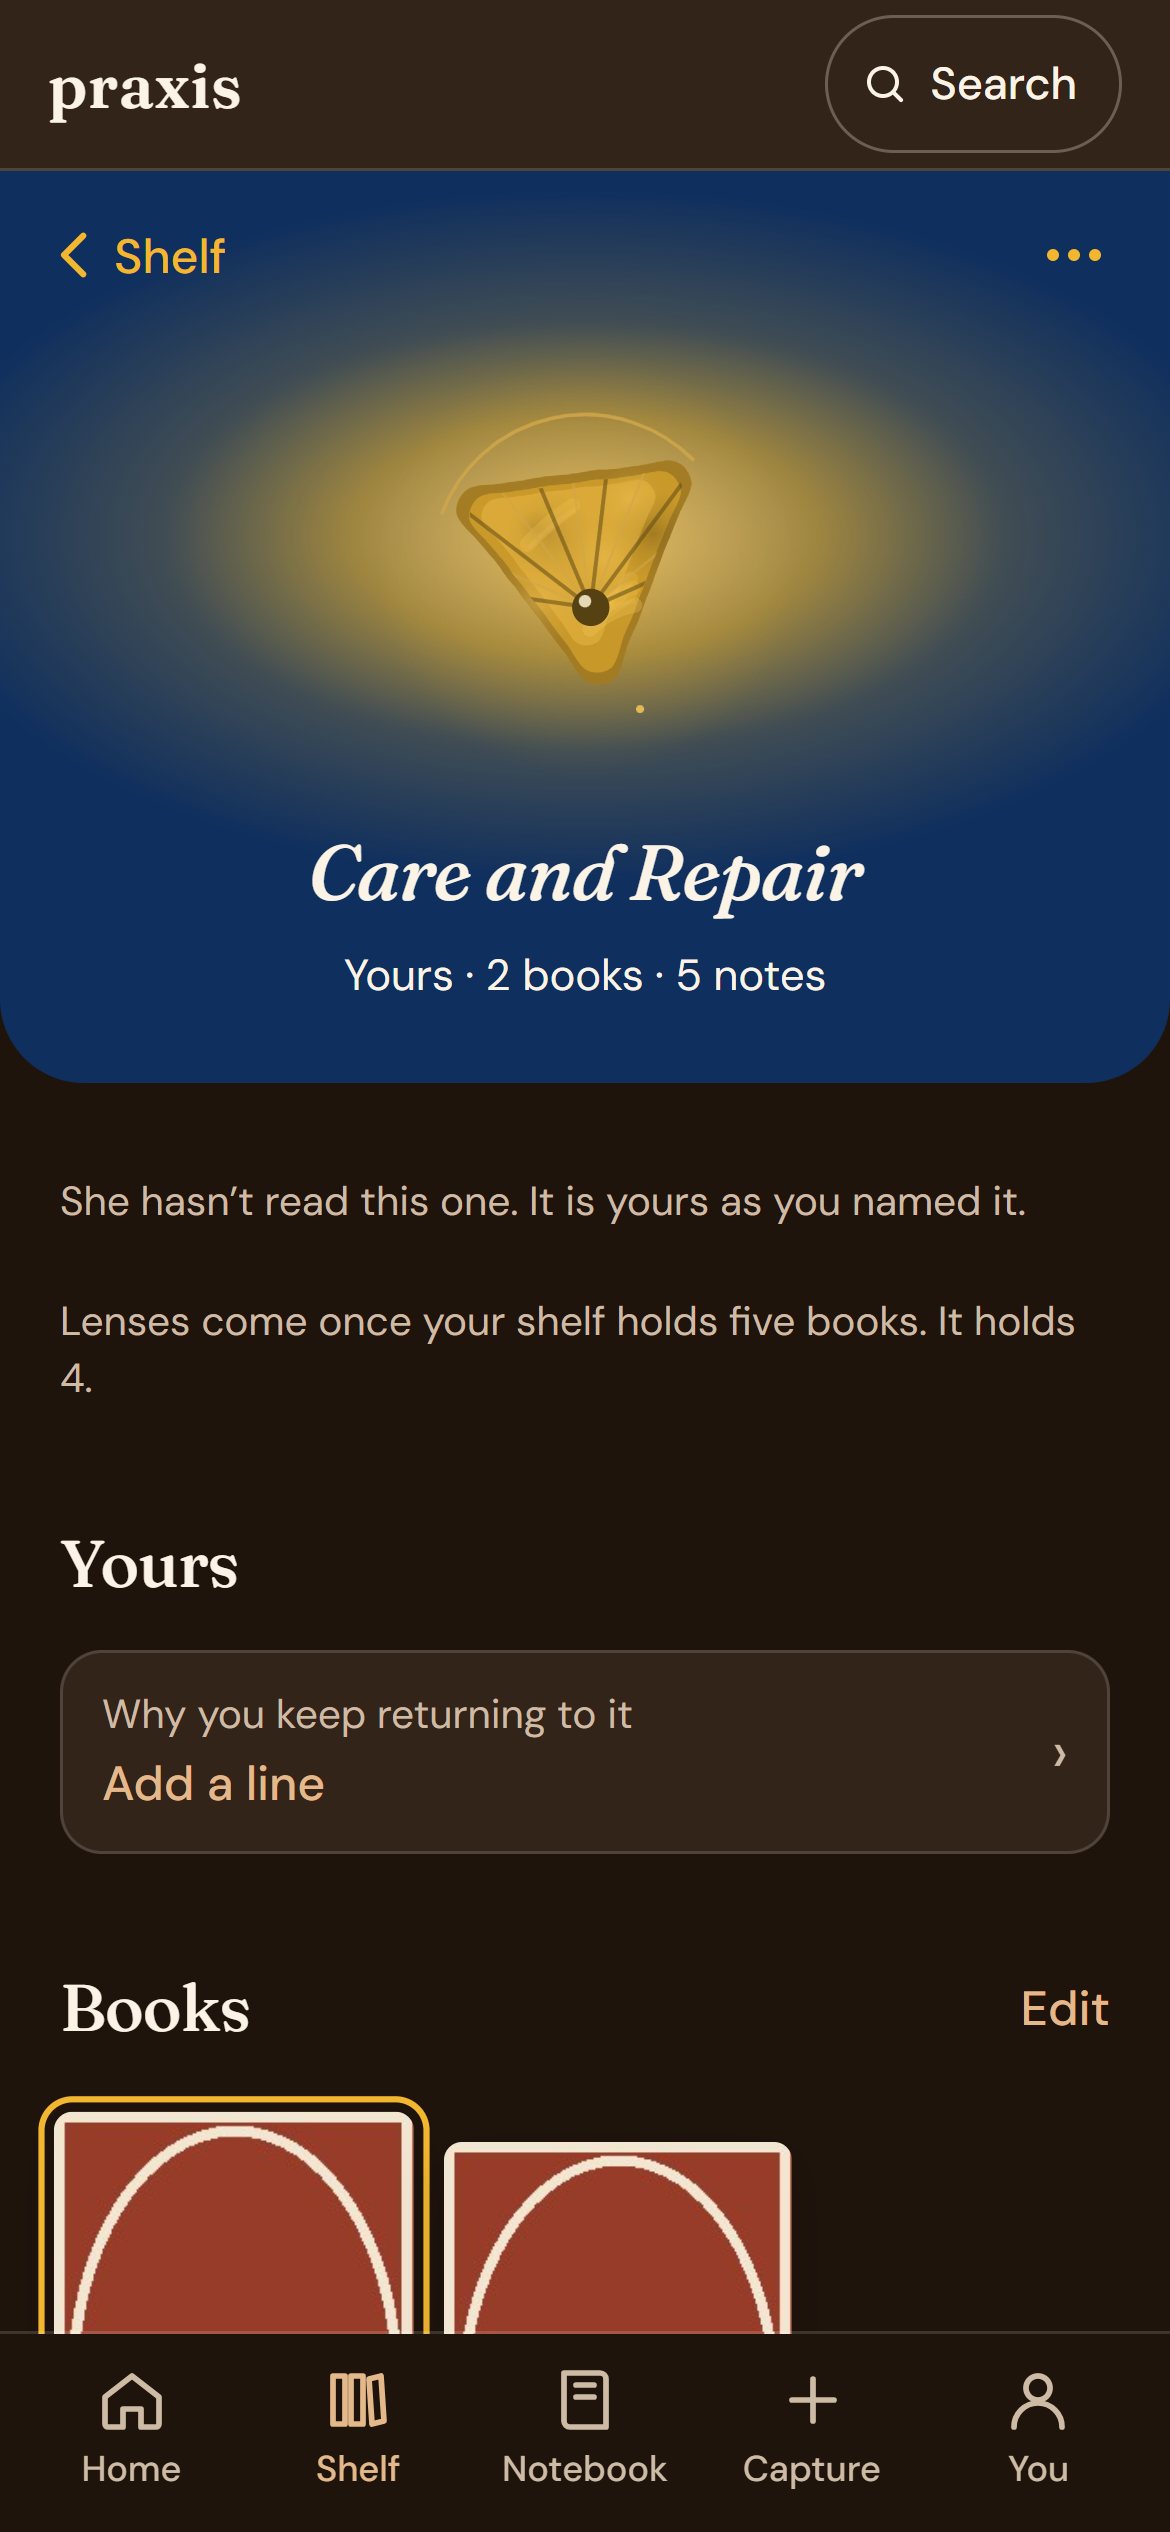 praxis
Search
Shelf
Care and Repair
Yours · 2 books · 5 notes
She hasn’t read this one. It is yours as you named it.
Lenses come once your shelf holds five books. It holds
4.
Yours
Why you keep returning to it
Add a line
Books
Edit
Home
Shelf
Notebook
Capture
You